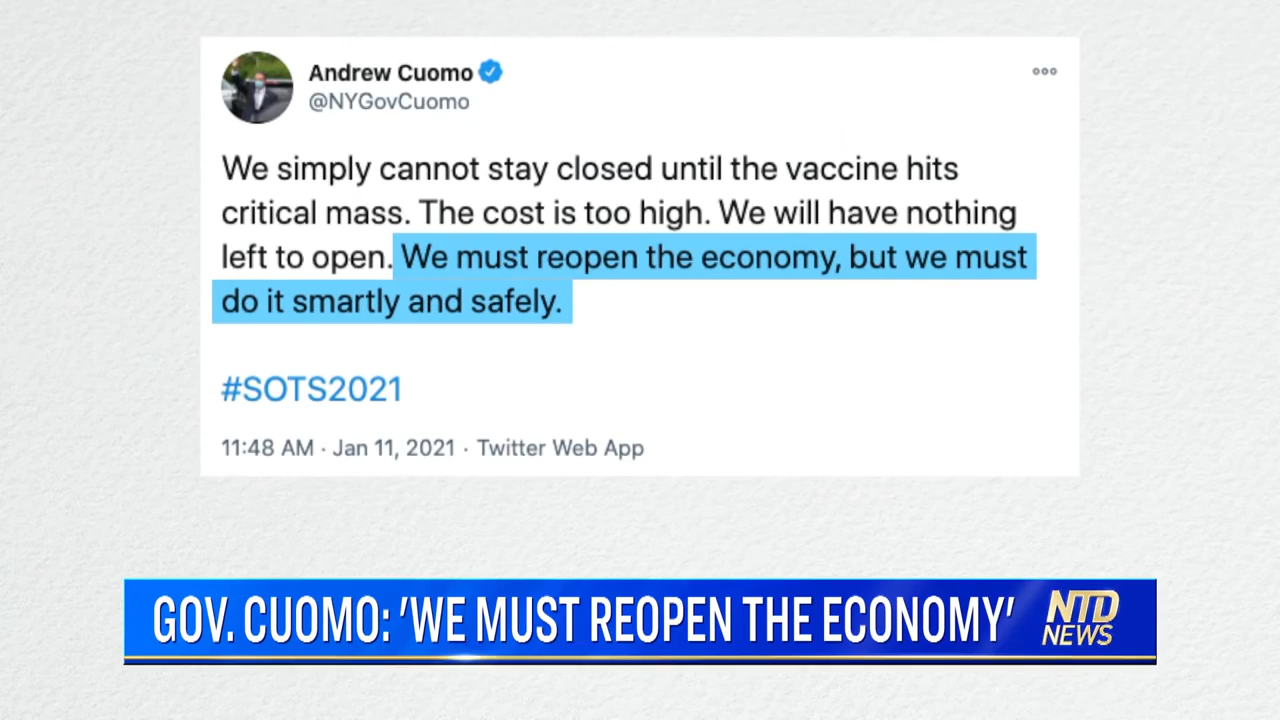 Andrew Cuomo
@NYGovCuomo
We simply cannot stay closed until the vaccine hits
critical mass. The cost is too high. We will have nothing
left to open. We must reopen the economy, but we must
do it smartly and safely.
#SOTS2021
11:48 AM · Jan 11, 2021 · Twitter Web App
GOV. CUOMO: 'WE MUST REOPEN THE ECONOMY'
NTD
NEWS